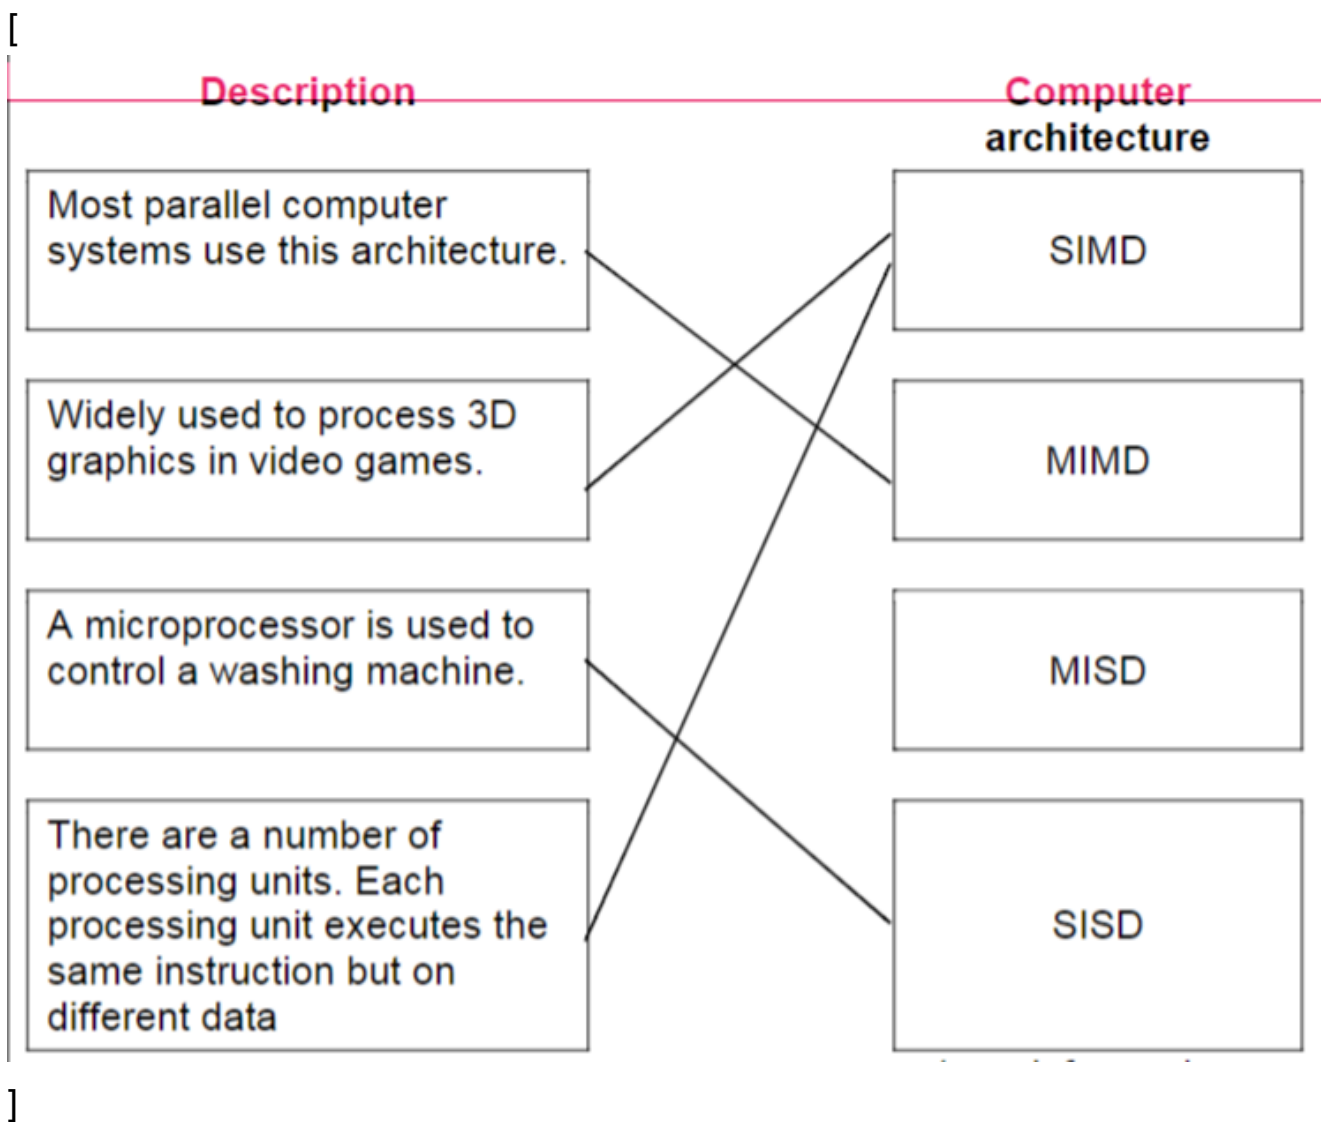 [
Description
Computer
architecture
Most parallel computer
systems use this architecture.
SIMD
Widely used to process 3D
graphics in video games.
MIMD
A microprocessor is used to
control a washing machine.
MISD
There are a number of
processing units. Each
processing unit executes the
same instruction but on
different data
SISD
]